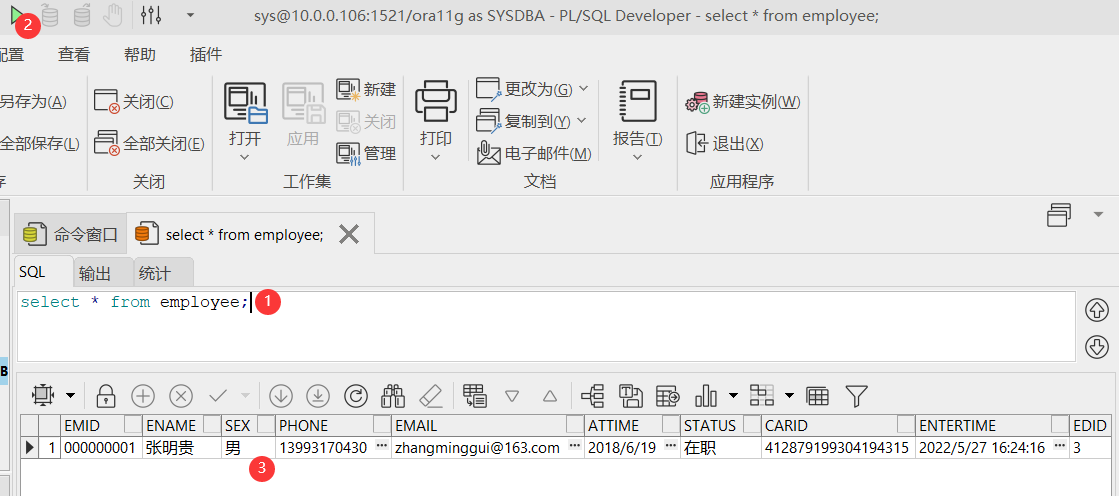 sys@10.0.0.106:1521/ora11g as SYSDBA - PL/SQL Developer - select * from employee;
2
配置 查看 帮助 插件
另存为(A) 关闭(C) 新建 更改为(G) 新建实例(W)
全部保存(L) 全部关闭(E) 打开 应用 关闭 打印 复制到(Y) 报告(T) 退出(X)
管理 电子邮件(M)
存 关闭 工作集 文档 应用程序
命令窗口 select * from employee;
SQL 输出 统计
select * from employee; 1
B
EMID ENAME SEX PHONE EMAIL ATTIME STATUS CARID ENTERTIME EDID
1 000000001 张明贵 男 13993170430 ··· zhangminggui@163.com ··· 2018/6/19 ··· 在职 412879199304194315 2022/5/27 16:24:16 ··· 3
3